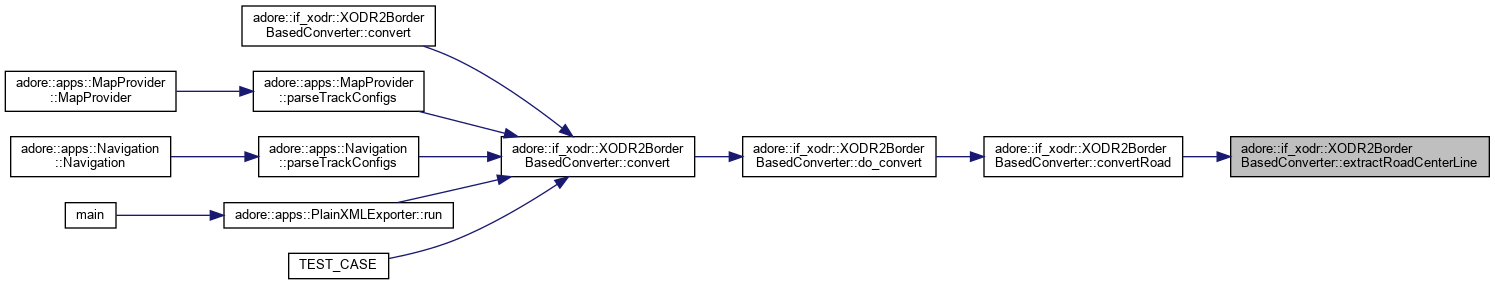 adore::if_xodr::XODR2Border
BasedConverter::convert
adore::apps::MapProvider
::MapProvider
adore::apps::MapProvider
::parseTrackConfigs
adore::apps::Navigation
::Navigation
adore::apps::Navigation
::parseTrackConfigs
main
adore::apps::PlainXMLExporter::run
TEST_CASE
adore::if_xodr::XODR2Border
BasedConverter::convert
adore::if_xodr::XODR2Border
BasedConverter::do_convert
adore::if_xodr::XODR2Border
BasedConverter::convertRoad
adore::if_xodr::XODR2Border
BasedConverter::extractRoadCenterLine